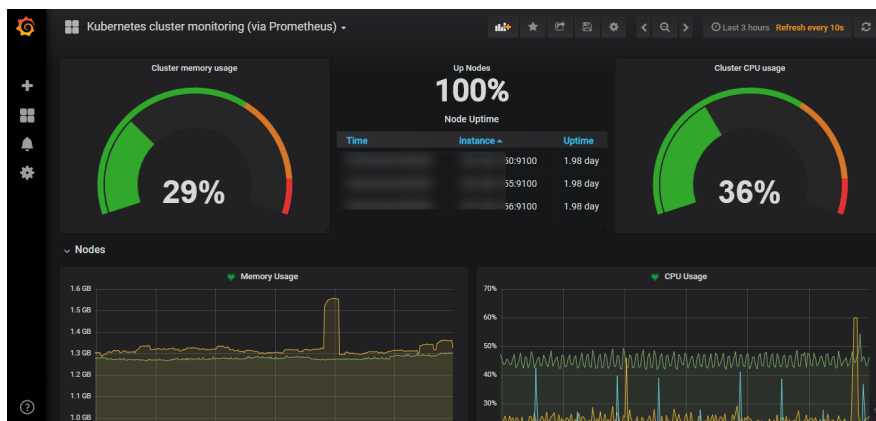 Kubernetes cluster monitoring (via Prometheus)
Last 3 hours Refresh every 10s
Cluster memory usage
29%
Up Nodes
100%
Node Uptime
Time instance Uptime
50:9100 1.98 day
55:9100 1.98 day
56:9100 1.98 day
Cluster CPU usage
36%
Nodes
Memory Usage
1.6 GB
1.5 GB
1.4 GB
1.3 GB
1.2 GB
1.1 GB
1.0 GB
CPU Usage
70%
60%
50%
40%
30%